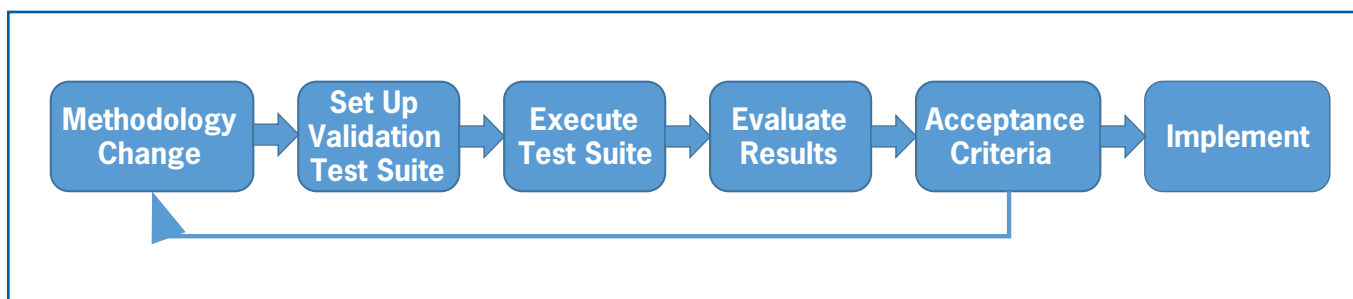 Methodology
Change
Set Up
Validation
Test Suite
Execute
Test Suite
Evaluate
Results
Acceptance
Criteria
Implement